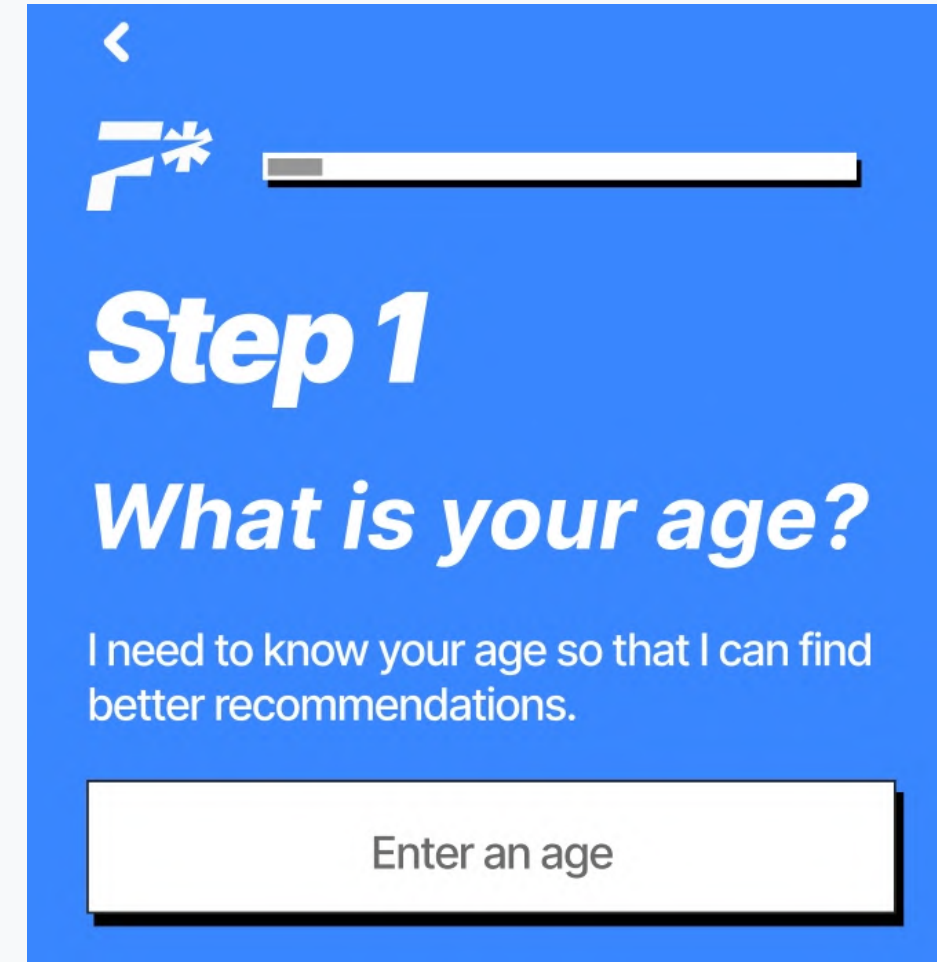 Step 1
What is your age?
I need to know your age so that I can find
better recommendations.
Enter an age